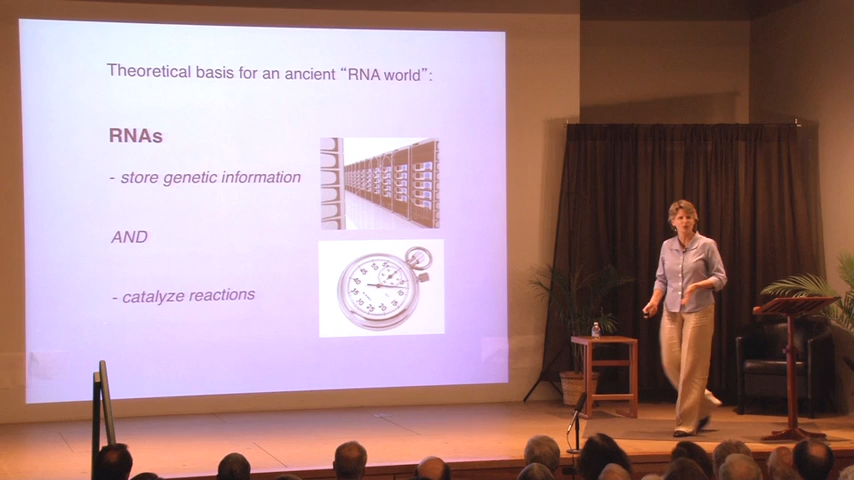 Theoretical basis for an ancient “RNA world”:
RNAs
- store genetic information
AND
- catalyze reactions